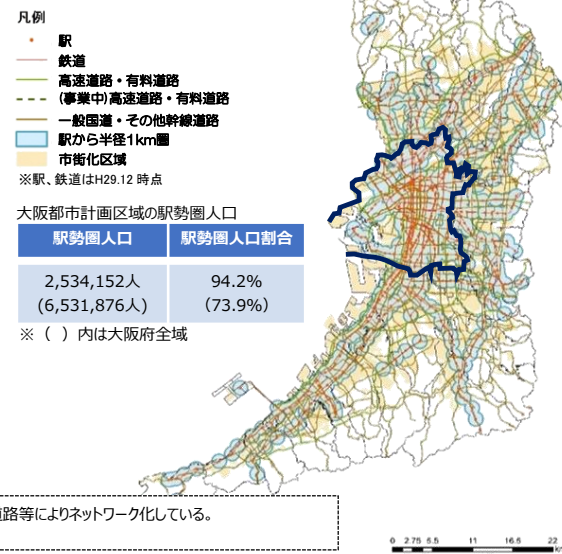 凡例
駅
鉄道
高速道路・有料道路
(事業中)高速道路・有料道路
一般国道・その他幹線道路
駅から半径1km圏
市街化区域
※駅、鉄道はH29.12 時点
大阪都市計画区域の駅勢圏人口
駅勢圏人口 駅勢圏人口割合
2,534,152人 94.2%
(6,531,876人) (73.9%)
※（ ）内は大阪府全域
道路等によりネットワーク化している。
0 2.75 5.5 11 16.5 22